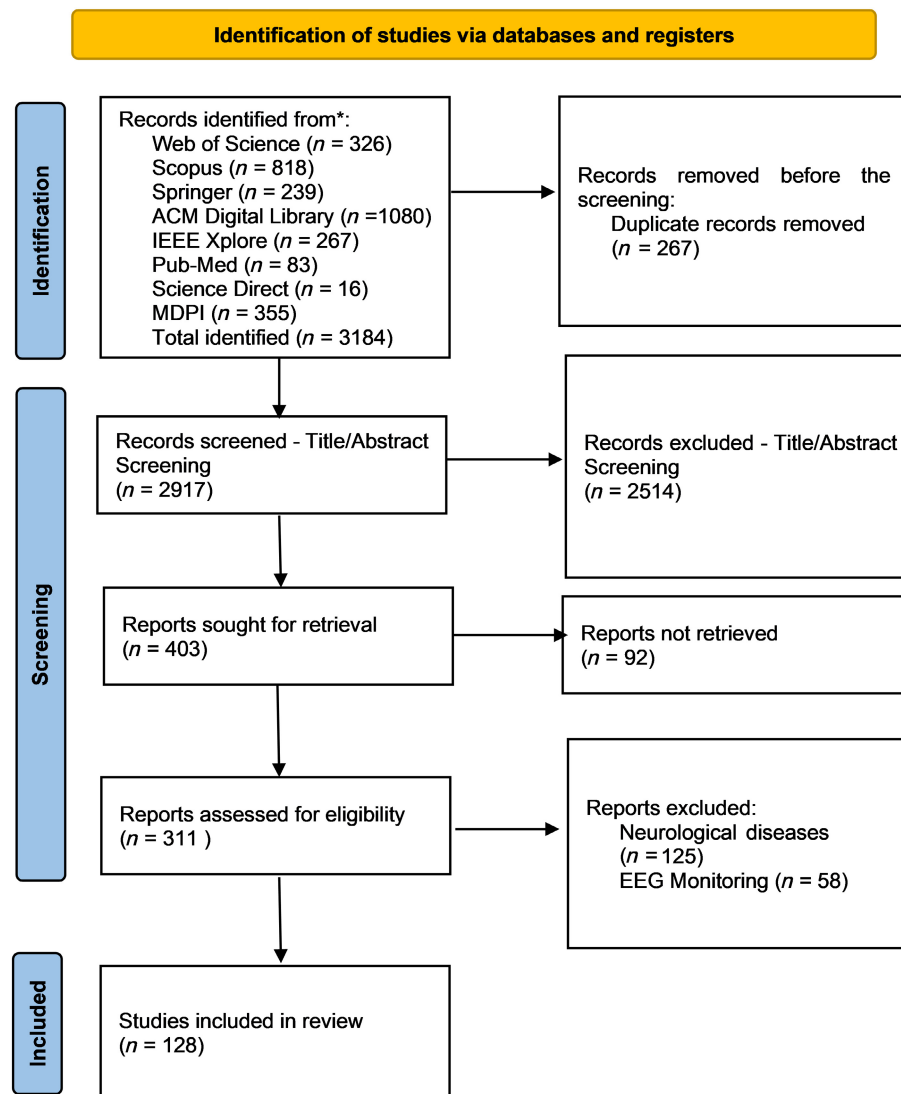 Identification of studies via databases and registers
Identification
Records identified from*:
Web of Science (n = 326)
Scopus (n = 818)
Springer (n = 239)
ACM Digital Library (n =1080)
IEEE Xplore (n = 267)
Pub-Med (n = 83)
Science Direct (n = 16)
MDPI (n = 355)
Total identified (n = 3184)
Records removed before the
screening:
Duplicate records removed
(n = 267)
Screening
Records screened - Title/Abstract
Screening
(n = 2917)
Records excluded - Title/Abstract
Screening
(n = 2514)
Reports sought for retrieval
(n = 403)
Reports not retrieved
(n = 92)
Reports assessed for eligibility
(n = 311 )
Reports excluded:
Neurological diseases
(n = 125)
EEG Monitoring (n = 58)
Included
Studies included in review
(n = 128)